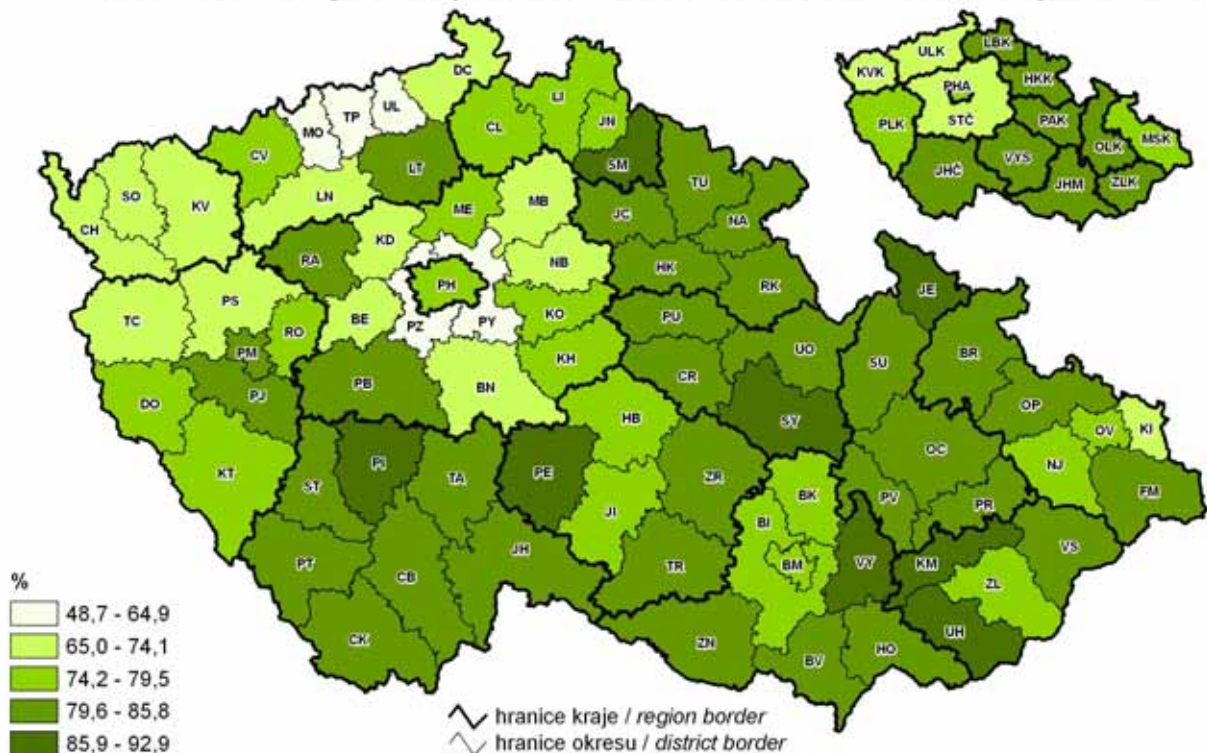 DC
ULK
LBK
KVK
HKK
PHA
STČ
PLK
PAK
MSK
OLK
VYS
JHČ
JHM
ZLK
UL
TP
MO
LI
JN
CL
CV
LT
SM
TU
LN
SO
KV
CH
ME
MB
JC
NA
KD
RA
NB
HK
RK
PH
JE
PS
TC
BE
RO
PZ
PY
KO
PU
PM
KH
UO
SU
BR
PJ
PB
BN
CR
DO
HB
SY
OP
OV
KI
KT
PI
PE
OC
NJ
ST
TA
ZR
BK
PV
PR
FM
JI
BI
JH
TR
BM
VY
KM
VS
PT
CB
ZL
CK
ZN
BV
HO
UH
%
48,7 - 64,9
65,0 - 74,1
74,2 - 79,5
79,6 - 85,8
85,9 - 92,9
hranice kraje / region border
hranice okresu / district border